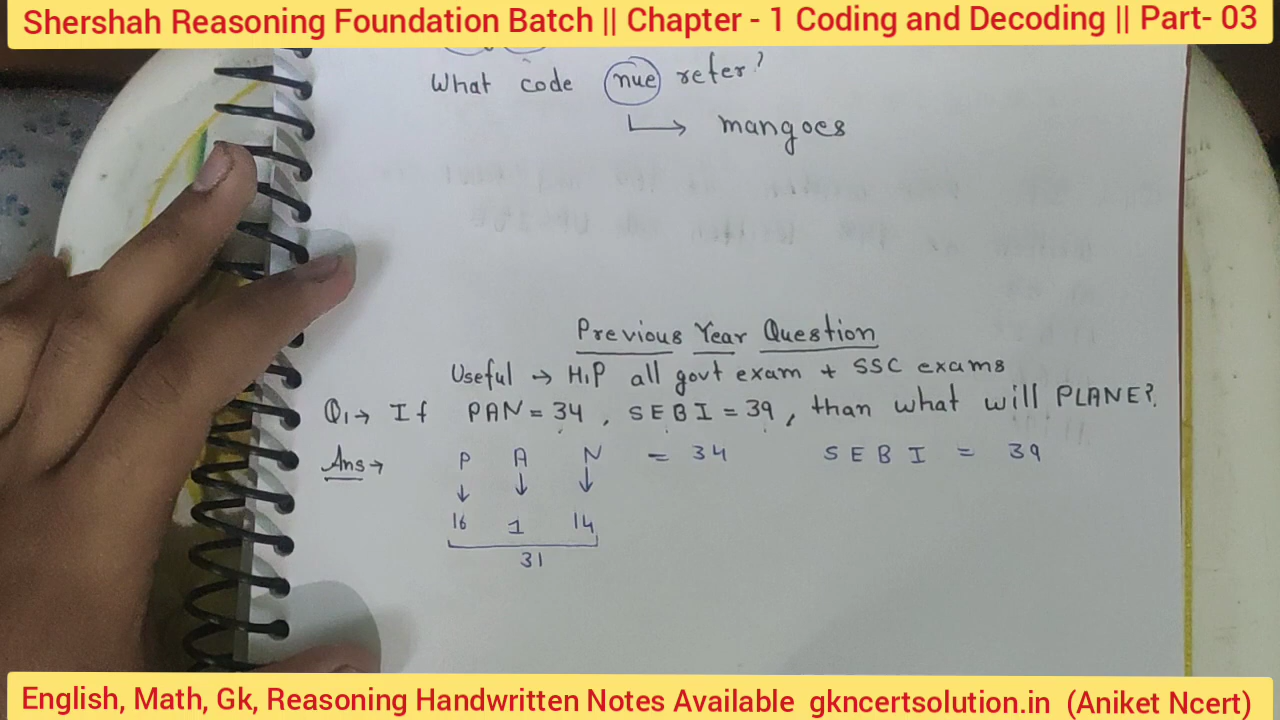 Shershah Reasoning Foundation Batch || Chapter - 1 Coding and Decoding || Part- 03
What code nue refer?
mangoes
Previous Year Question
Useful → H.P all govt exam + SSC exams
Q1→ If PAN = 34, SEBI = 39, than what will PLANE?.
Ans→ P A N = 34 SEBI = 39
16 1 14
31
English, Math, Gk, Reasoning Handwritten Notes Available gkncertsolution.in (Aniket Ncert)